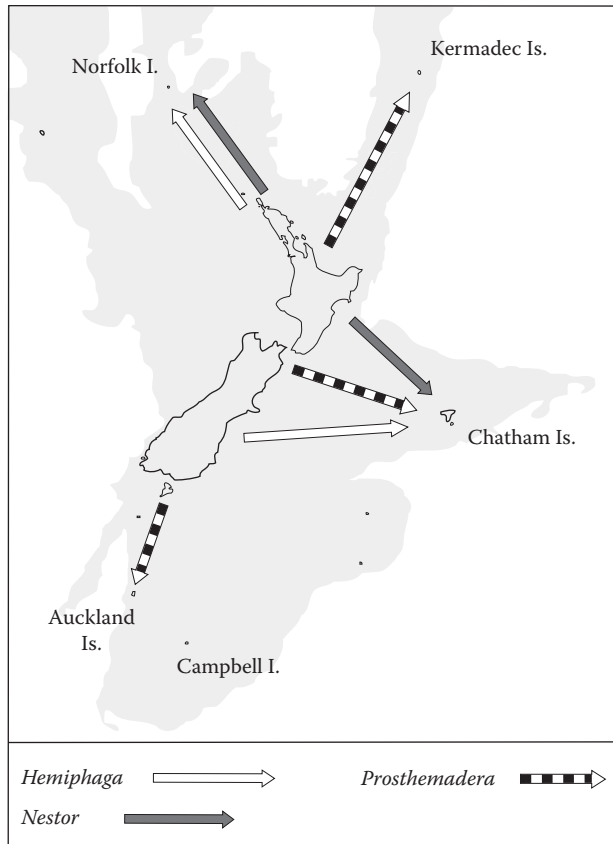 Norfolk I.
Kermadec Is.
Chatham Is.
Auckland
Is.
Campbell I.
Hemiphaga
Prosthemadera
Nestor